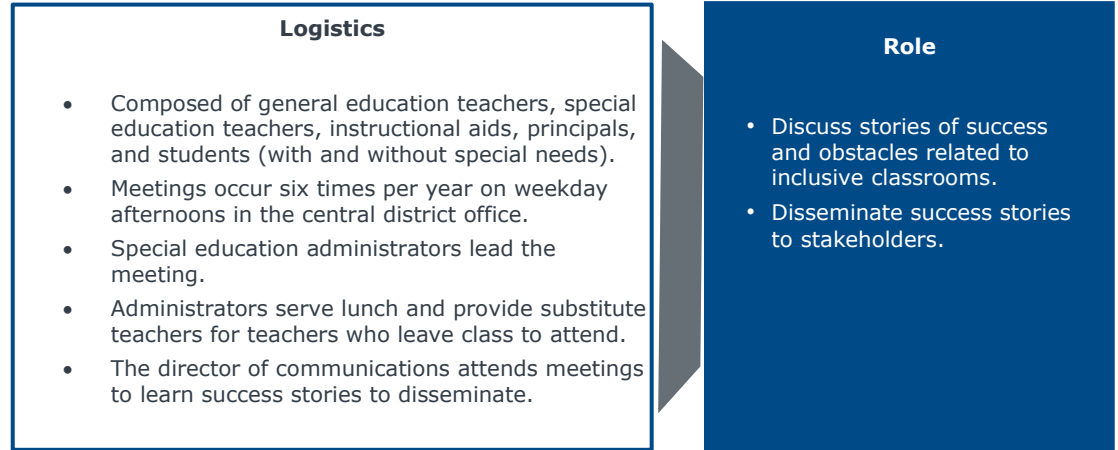 Logistics
• Composed of general education teachers, special
education teachers, instructional aids, principals,
and students (with and without special needs).
• Meetings occur six times per year on weekday
afternoons in the central district office.
• Special education administrators lead the
meeting.
• Administrators serve lunch and provide substitute
teachers for teachers who leave class to attend.
• The director of communications attends meetings
to learn success stories to disseminate.
Role
• Discuss stories of success
and obstacles related to
inclusive classrooms.
• Disseminate success stories
to stakeholders.